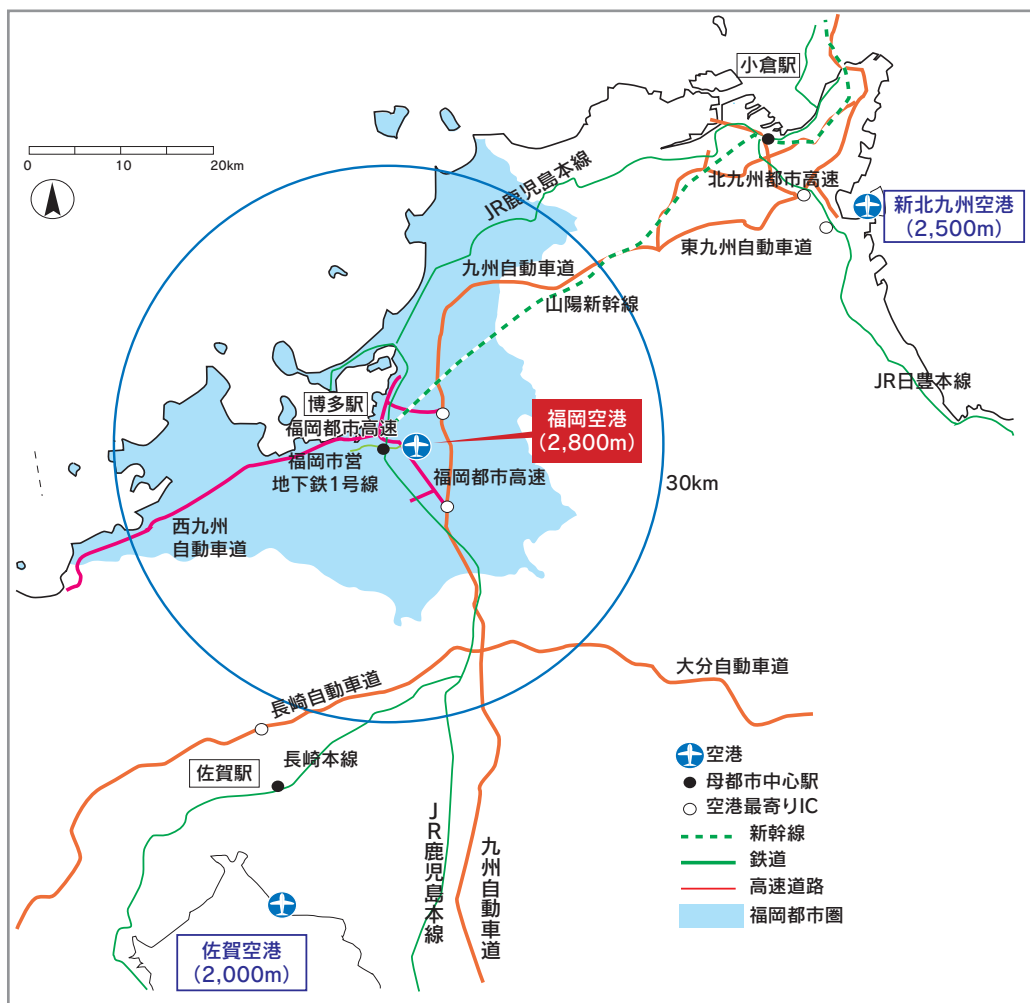 小倉駅
0
10
20km
JR鹿児島本線
北九州都市高速
新北九州空港
(2,500m)
東九州自動車道
九州自動車道
山陽新幹線
JR日豊本線
博多駅
福岡都市高速
福岡空港
(2,800m)
福岡市営
地下鉄1号線
福岡都市高速
30km
西九州
自動車道
大分自動車道
長崎自動車道
長崎本線
佐賀駅
JR鹿児島本線
九州自動車道
佐賀空港
(2,000m)
空港
母都市中心駅
空港最寄りIC
新幹線
鉄道
高速道路
福岡都市圏